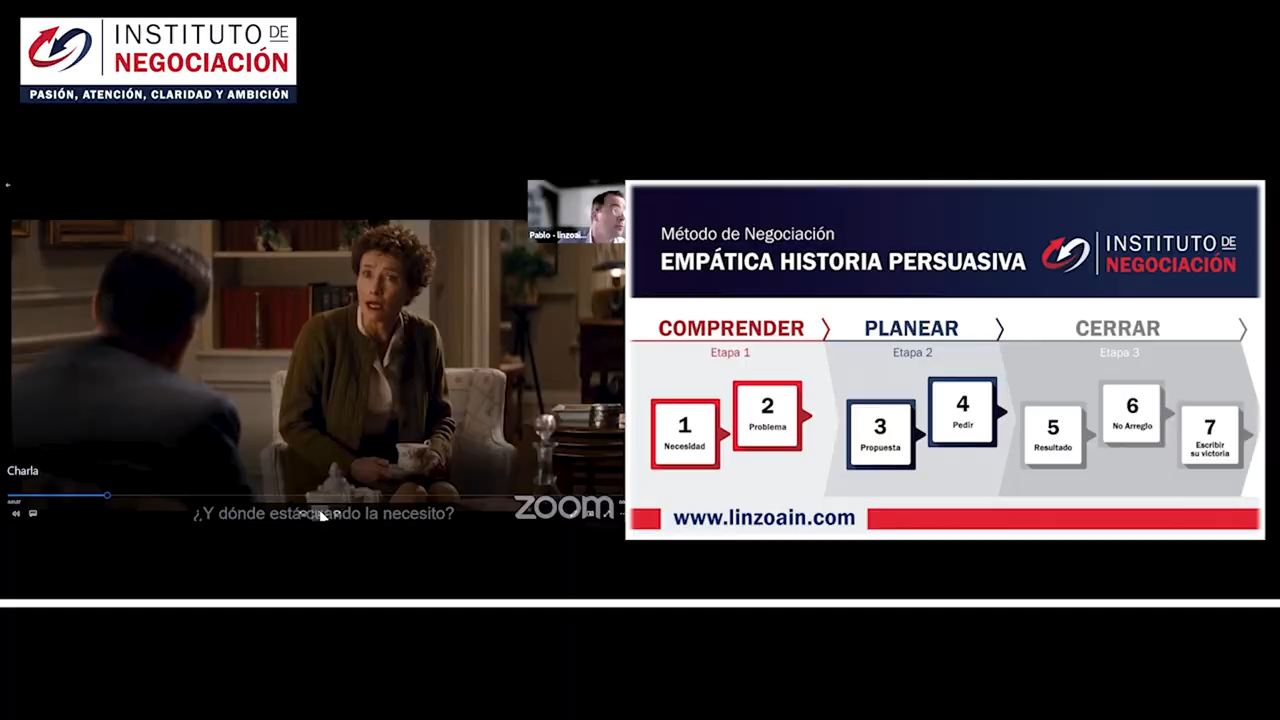 INSTITUTO DE
NEGOCIACIÓN
PASIÓN, ATENCIÓN, CLARIDAD Y AMBICIÓN
Pablo - linzoai...
Charla
¿Y dónde está cuando la necesito?
zoom
Método de Negociación
EMPÁTICA HISTORIA PERSUASIVA
INSTITUTO DE
NEGOCIACIÓN
COMPRENDER
PLANEAR
CERRAR
Etapa 1
Etapa 2
Etapa 3
1
Necesidad
2
Problema
3
Propuesta
4
Pedir
5
Resultado
6
No Arreglo
7
Escribir
su victoria
www.linzoain.com